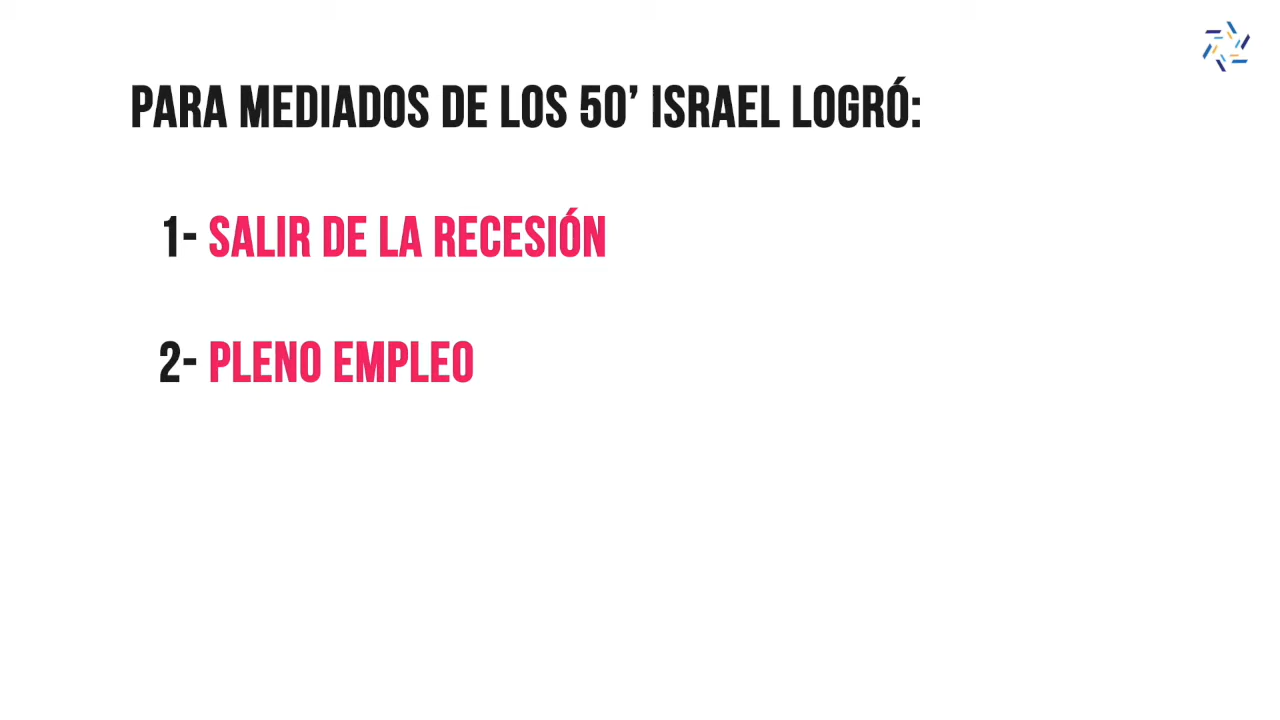 PARA MEDIADOS DE LOS 50’ ISRAEL LOGRÓ:
1- SALIR DE LA RECESIÓN
2- PLENO EMPLEO